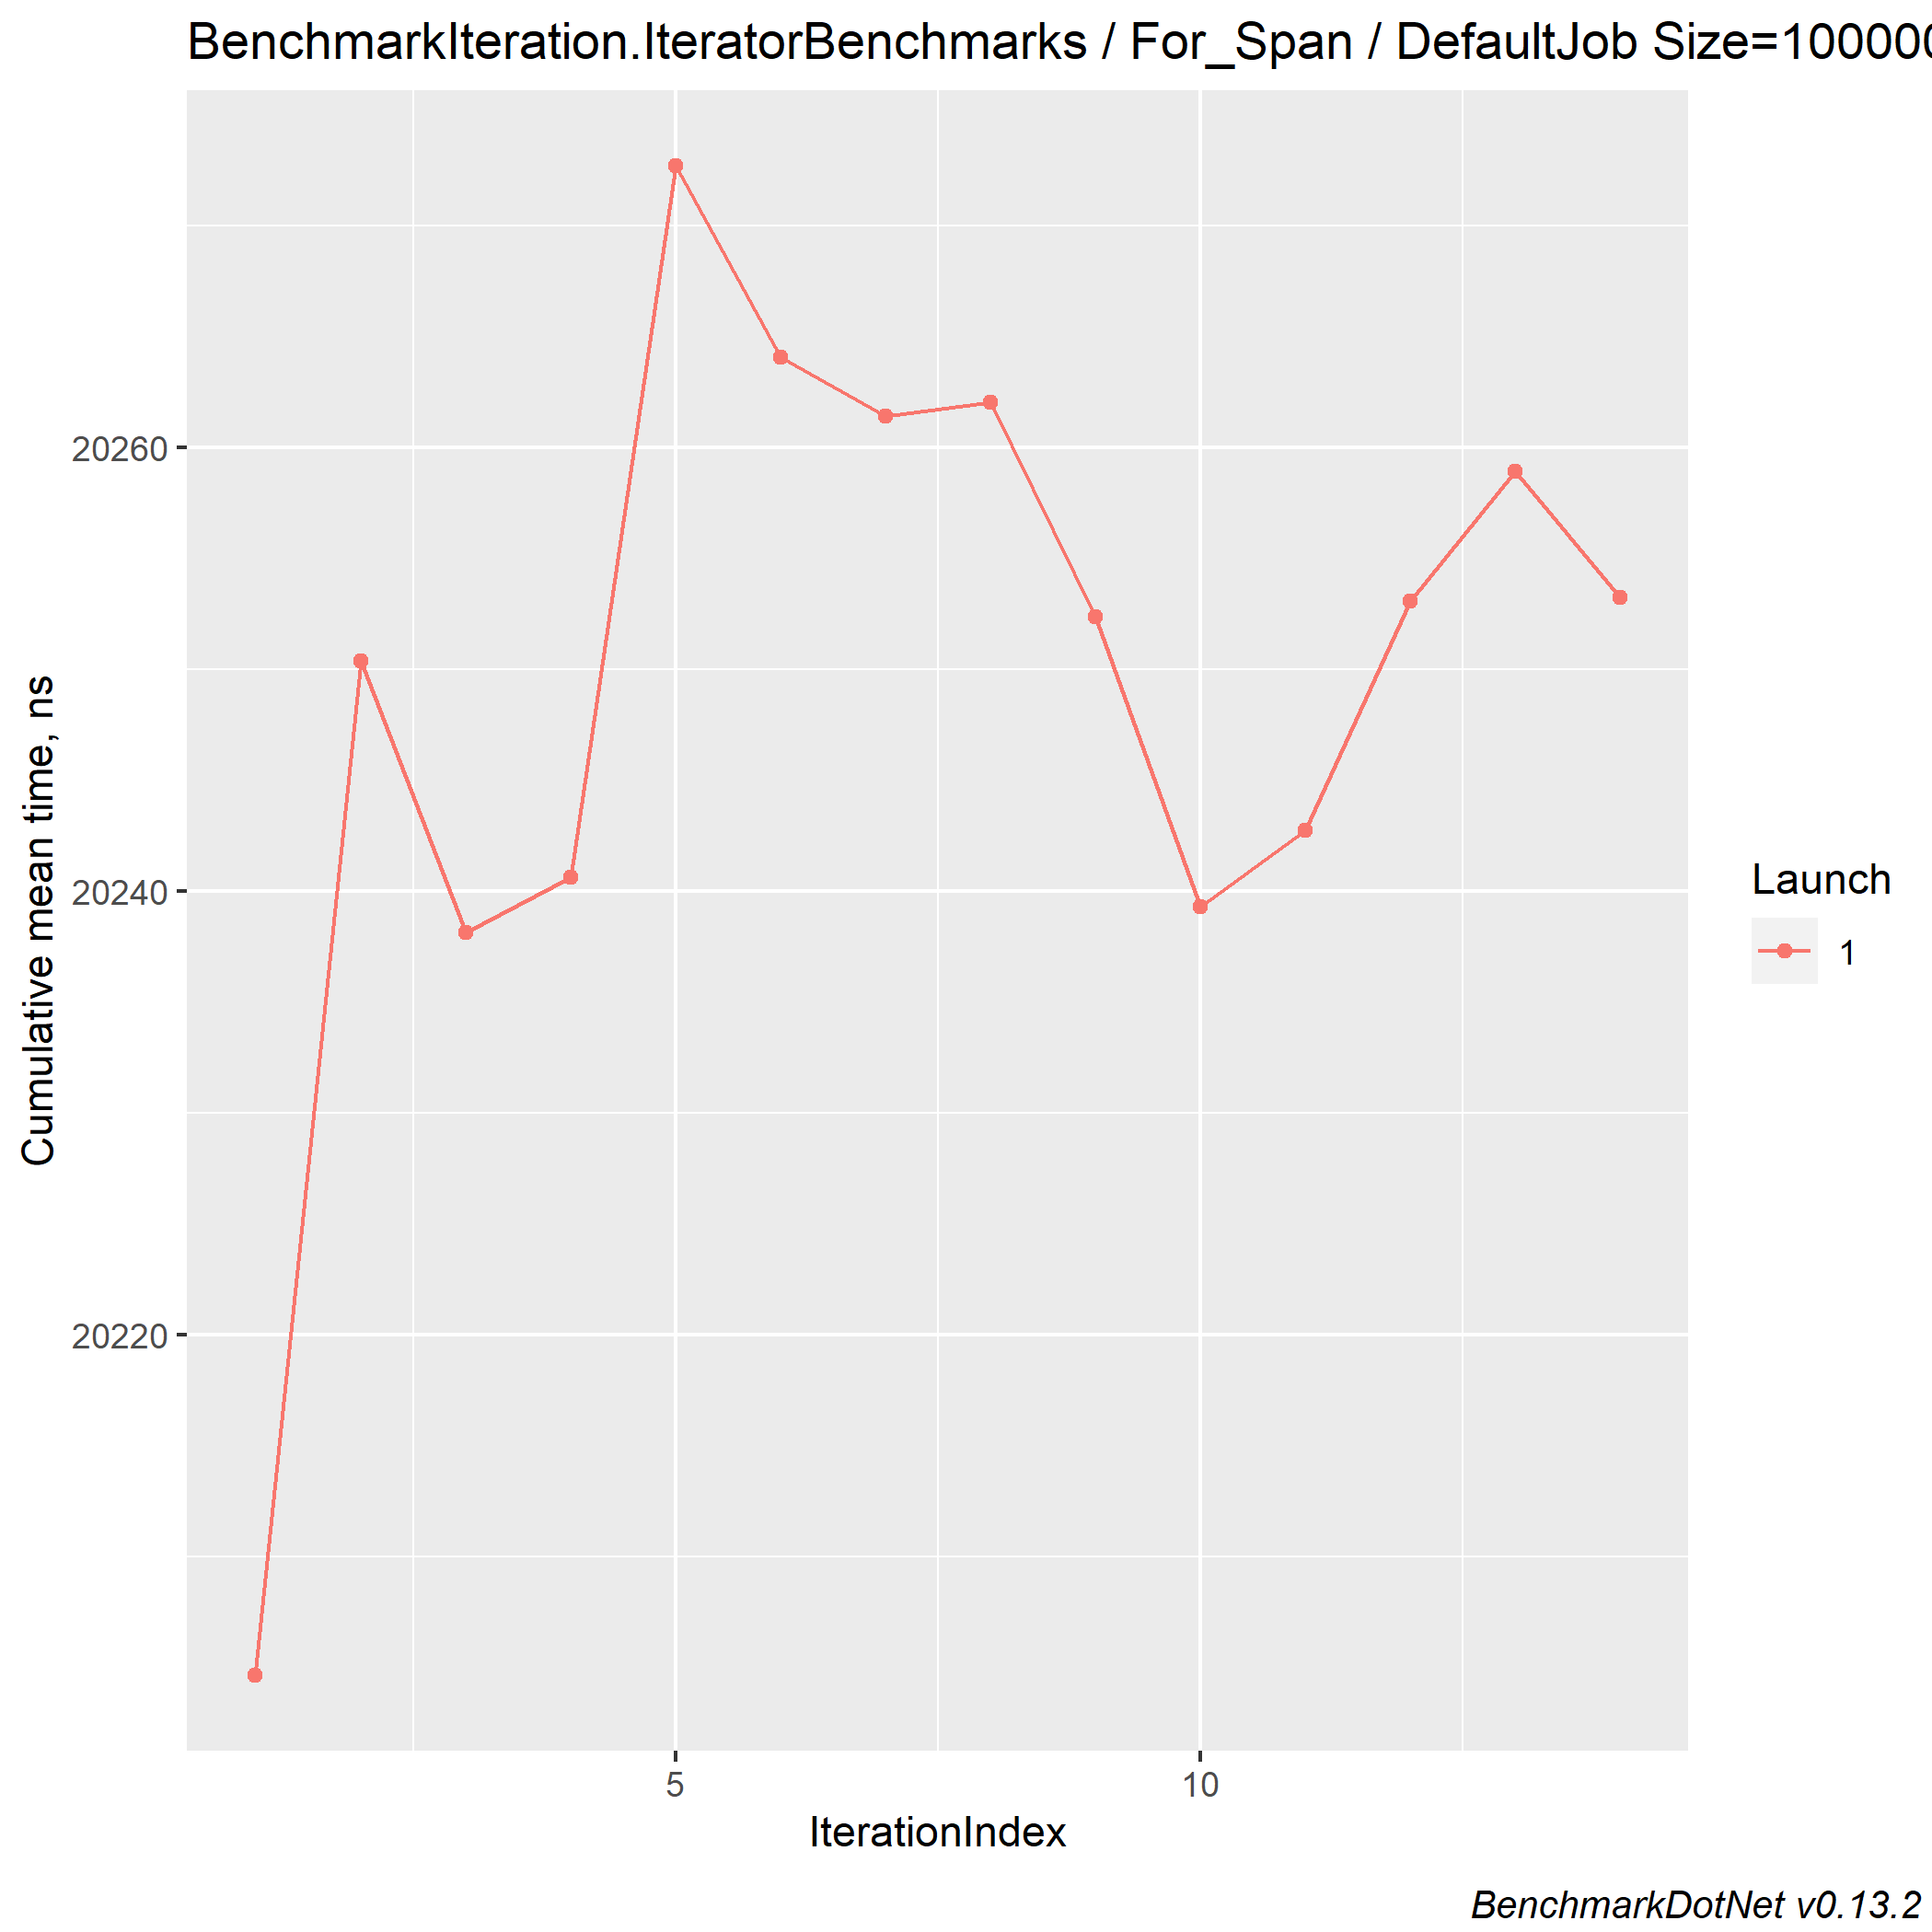 BenchmarkIteration.IteratorBenchmarks / For_Span / DefaultJob Size=100000
Cumulative mean time, ns
20260
20240
20220
5
10
IterationIndex
Launch
1
BenchmarkDotNet v0.13.2